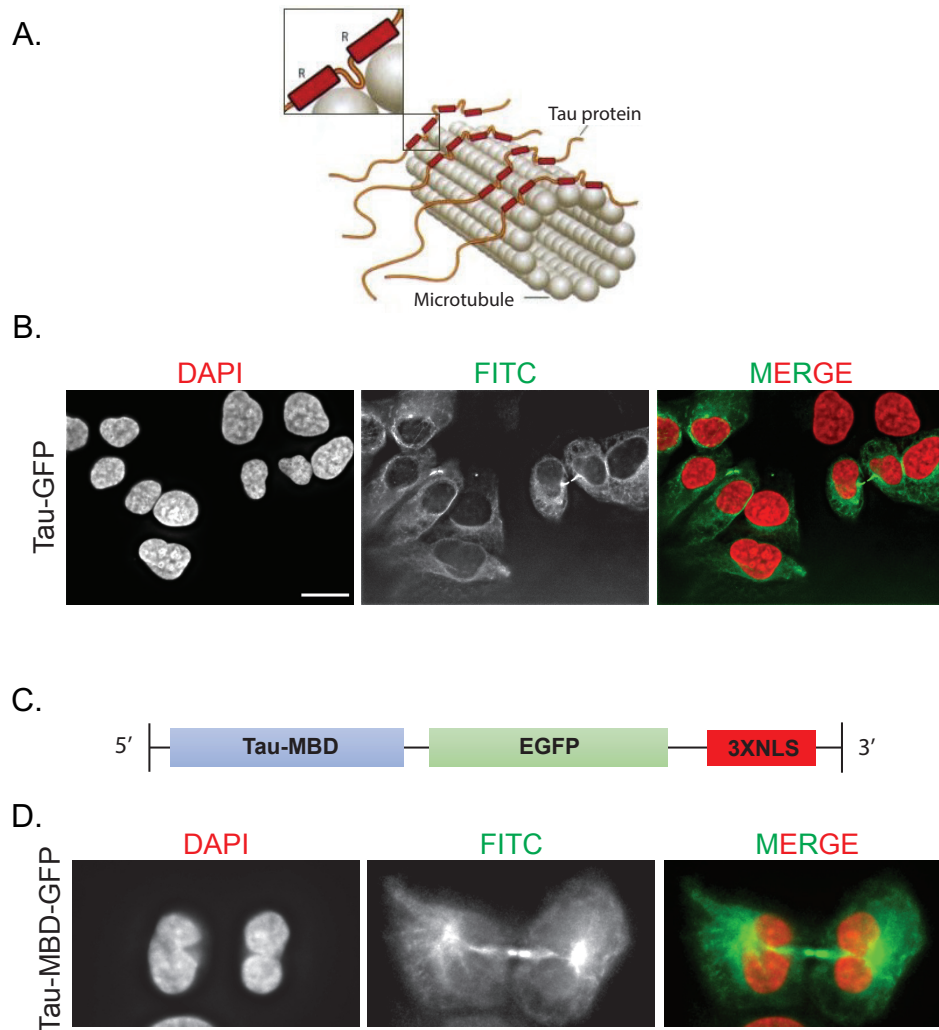 A.
R
R
Tau protein
Microtubule
B.
DAPI FITC MERGE
Tau-GFP
C.
5′ Tau-MBD EGFP 3XNLS 3′
D.
DAPI FITC MERGE
Tau-MBD-GFP